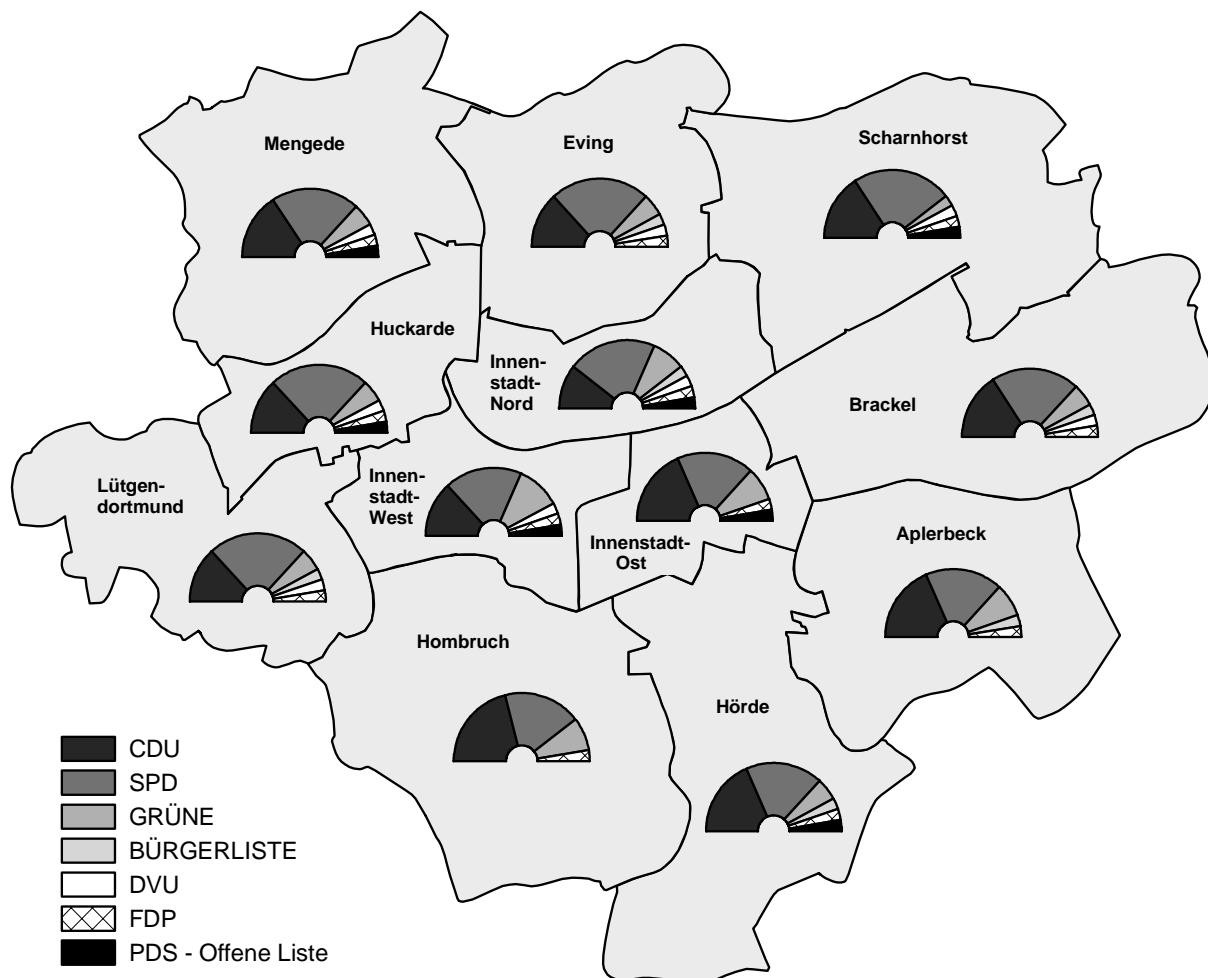 Mengede
Eving
Scharnhorst
Huckarde
Innen-
stadt-
Nord
Brackel
Lütgen-
dortmund
Innen-
stadt-
West
Innenstadt-
Ost
Aplerbeck
Hombruch
Hörde
CDU
SPD
GRÜNE
BÜRGERLISTE
DVU
FDP
PDS - Offene Liste